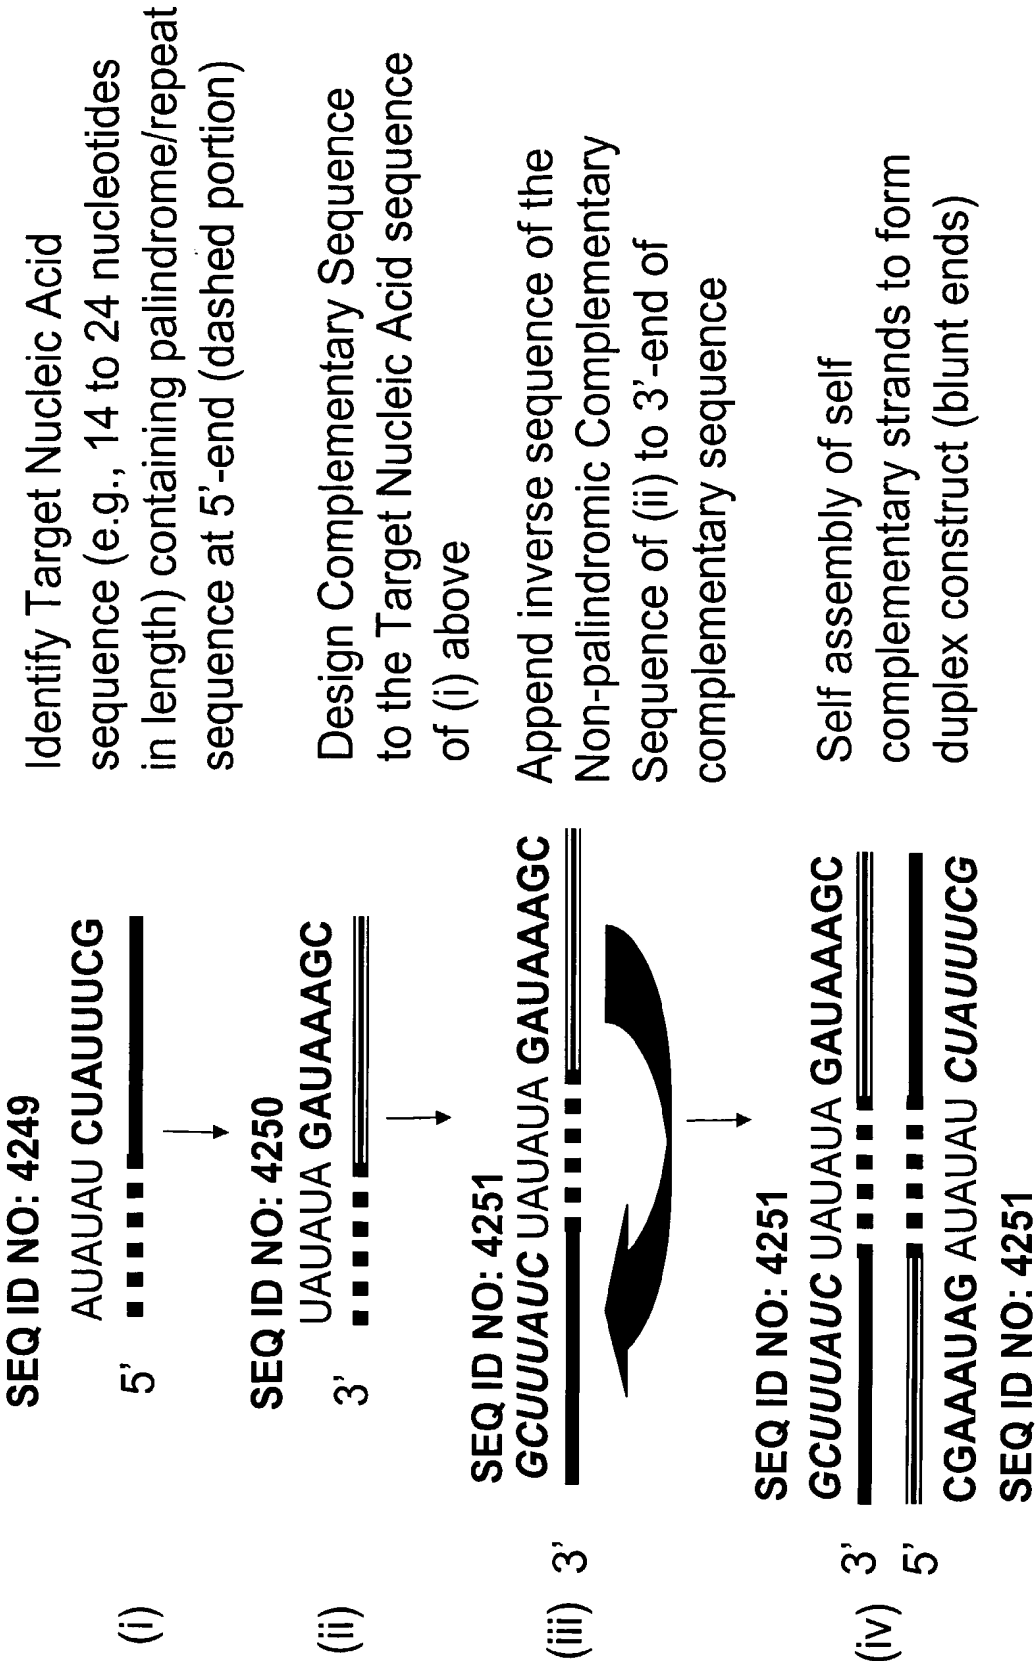 SEQ ID NO: 4249
AUAUAU CUAUUUCG
(i)
5’
Identify Target Nucleic Acid
sequence (e.g., 14 to 24 nucleotides
in length) containing palindrome/repeat
sequence at 5’-end (dashed portion)
SEQ ID NO: 4250
UAUAUA GAUAAAGC
(ii)
3’
Design Complementary Sequence
to the Target Nucleic Acid sequence
of (i) above
SEQ ID NO: 4251
GCUUUAUC UAUAUA GAUAAAGC
(iii) 3’
Append inverse sequence of the
Non-palindromic Complementary
Sequence of (ii) to 3’-end of
complementary sequence
SEQ ID NO: 4251
GCUUUAUC UAUAUA GAUAAAGC
3’
(iv)
5’
CGAAAUAG AUAUAU CUAUUUCG
SEQ ID NO: 4251
Self assembly of self
complementary strands to form
duplex construct (blunt ends)